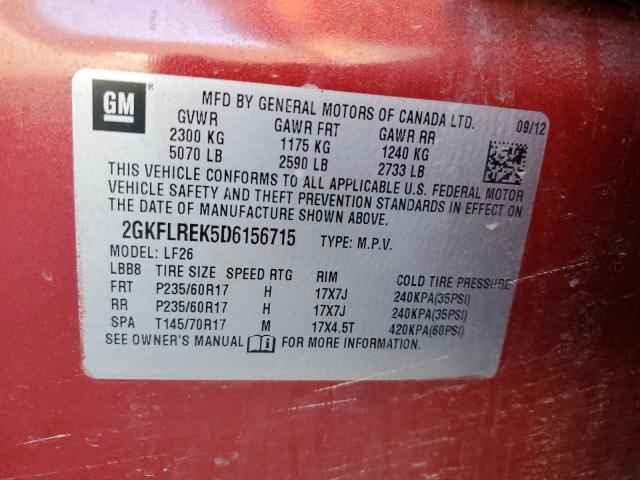 GM ®
MFD BY GENERAL MOTORS OF CANADA LTD. 09/12
GVWR GAWR FRT GAWR RR
2300 KG 1175 KG 1240 KG
5070 LB 2590 LB 2733 LB
THIS VEHICLE CONFORMS TO ALL APPLICABLE U.S. FEDERAL MOTOR
VEHICLE SAFETY AND THEFT PREVENTION STANDARDS IN EFFECT ON
THE DATE OF MANUFACTURE SHOWN ABOVE.
2GKFLREK5D6156715 TYPE: M.P.V.
MODEL: LF26
LBB8 TIRE SIZE SPEED RTG RIM COLD TIRE PRESSURE
FRT P235/60R17 H 17X7J 240KPA(35PSI)
RR P235/60R17 H 17X7J 240KPA(35PSI)
SPA T145/70R17 M 17X4.5T 420KPA(60PSI)
SEE OWNER'S MANUAL FOR MORE INFORMATION.